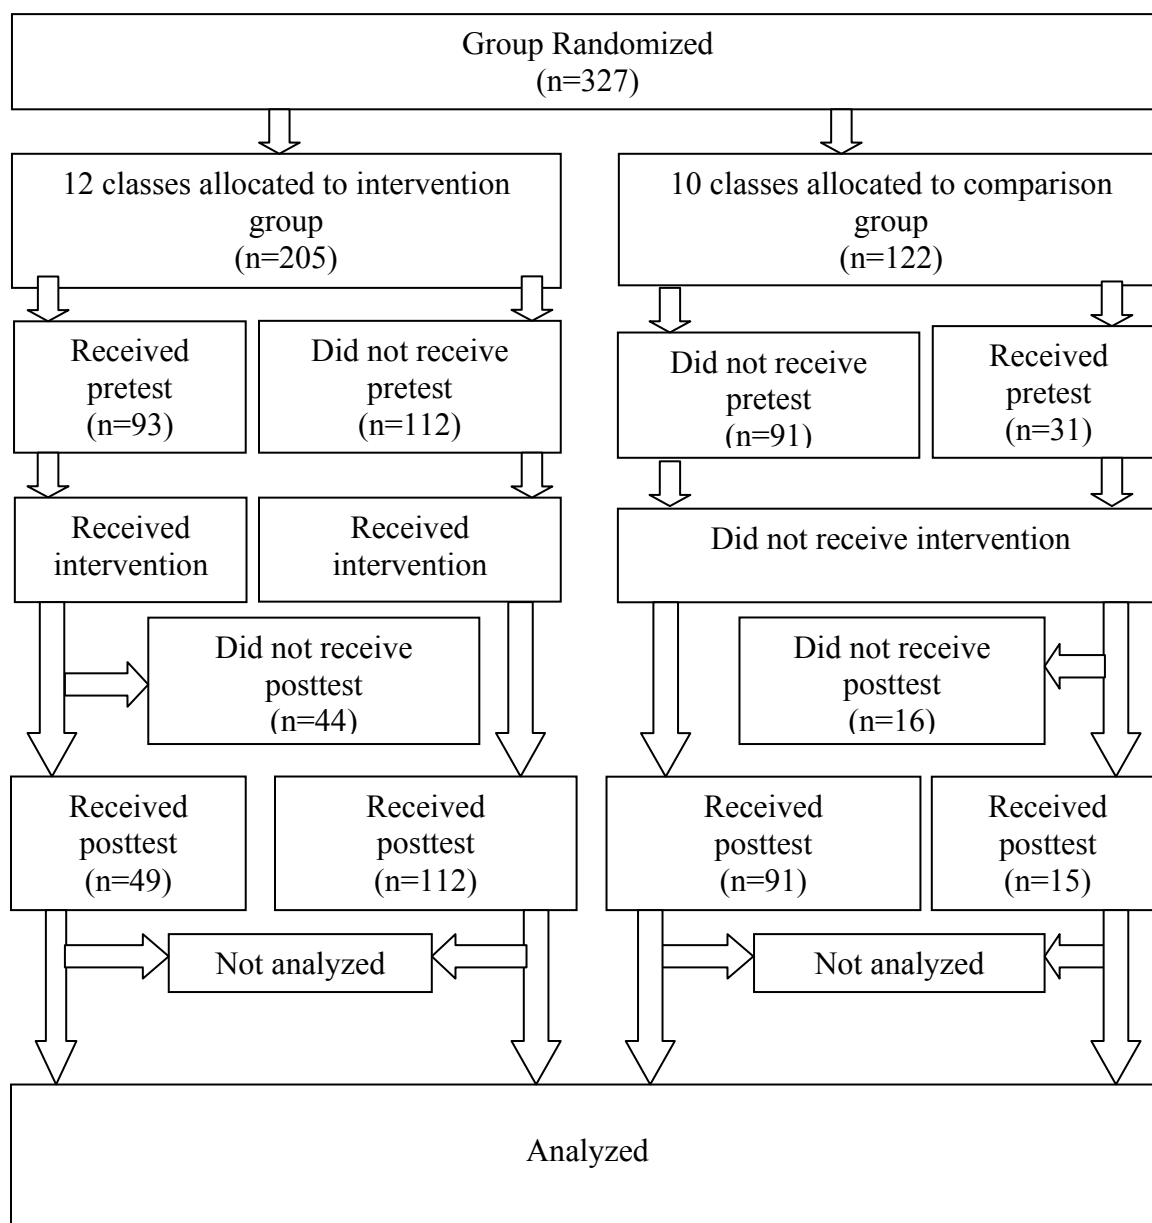 Group Randomized
(n=327)
12 classes allocated to intervention
group
(n=205)
10 classes allocated to comparison
group
(n=122)
Received
pretest
(n=93)
Did not receive
pretest
(n=112)
Did not receive
pretest
(n=91)
Received
pretest
(n=31)
Received
intervention
Received
intervention
Did not receive intervention
Did not receive
posttest
(n=44)
Did not receive
posttest
(n=16)
Received
posttest
(n=49)
Received
posttest
(n=112)
Received
posttest
(n=91)
Received
posttest
(n=15)
Not analyzed
Not analyzed
Analyzed